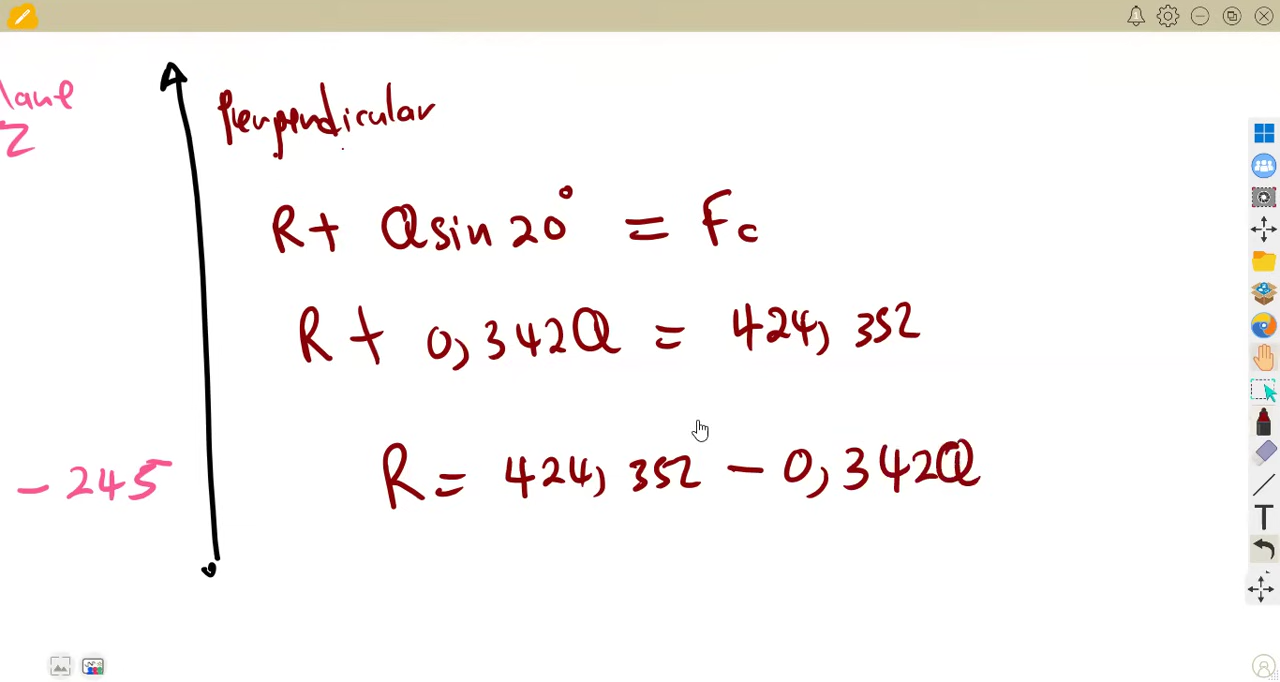 lane
Perpendicular
R + Qsin 20° = Fc
R + 0,342Q = 424,352
R = 424,352 - 0,342Q
- 245
T